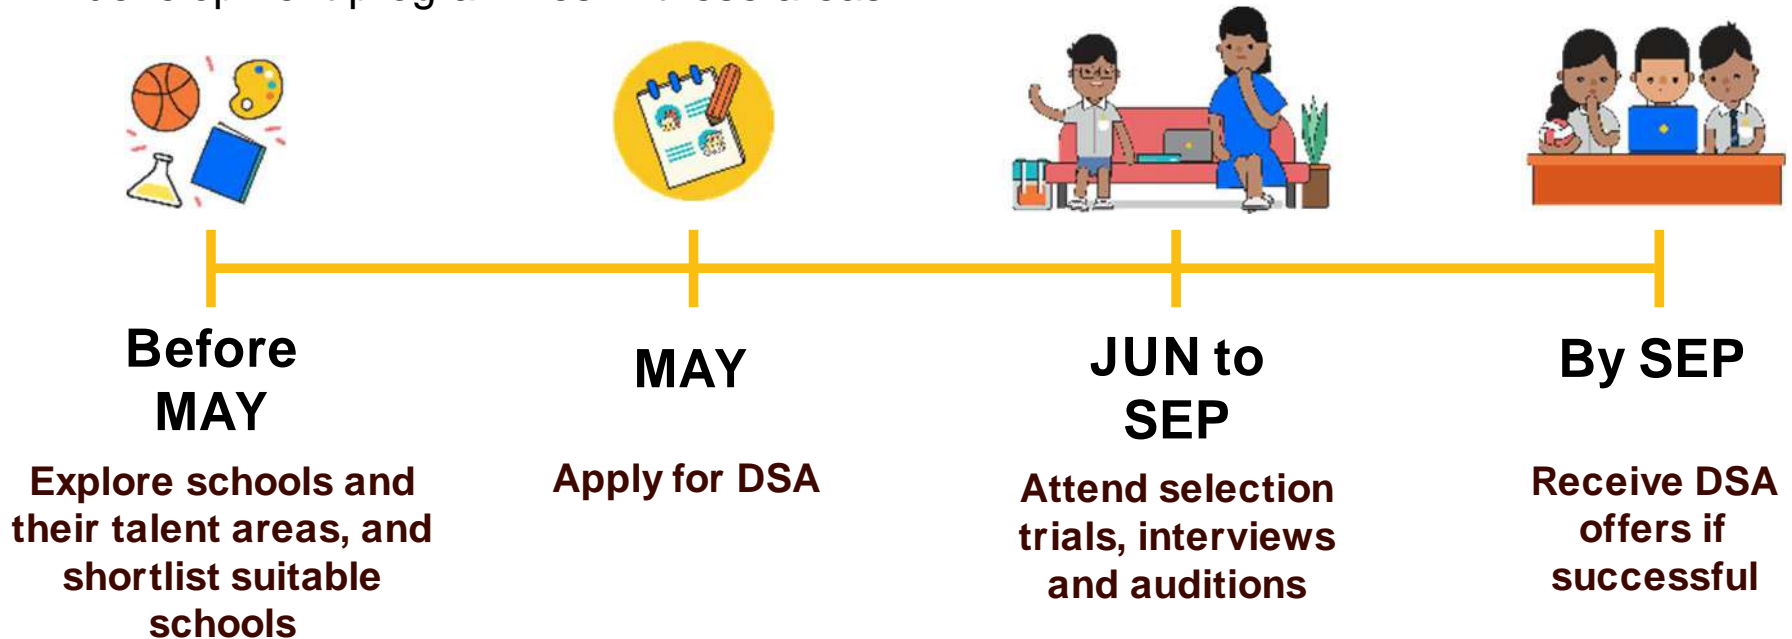 Before
MAY
Explore schools and
their talent areas, and
shortlist suitable
schools
MAY
Apply for DSA
JUN to
SEP
Attend selection
trials, interviews
and auditions
By SEP
Receive DSA
offers if
successful